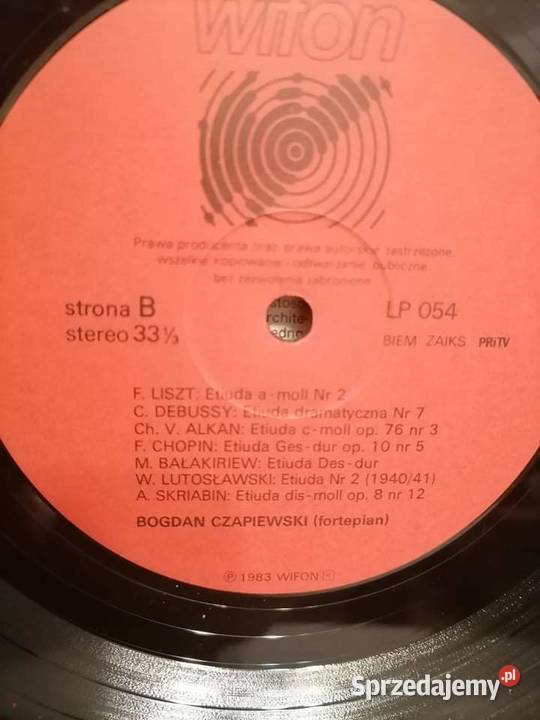 wifon
Prawa producenta oraz prawa autorskie zastrzeżone,
wszelkie kopiowanie i odtwarzanie publiczne
bez zezwolenia zabronione
strona B
stereo 33⅓
LP 054
BIEM ZAIKS PRiTV
F. LISZT: Etiuda a-moll Nr 2
C. DEBUSSY: Etiuda dramatyczna Nr 7
Ch. V. ALKAN: Etiuda c-moll op. 76 nr 3
F. CHOPIN: Etiuda Ges-dur op. 10 nr 5
M. BAŁAKIRIEW: Etiuda Des-dur
W. LUTOSŁAWSKI: Etiuda Nr 2 (1940/41)
A. SKRIABIN: Etiuda dis-moll op. 8 nr 12
BOGDAN CZAPIEWSKI (fortepian)
℗ 1983 WIFON
Sprzedajemy.pl